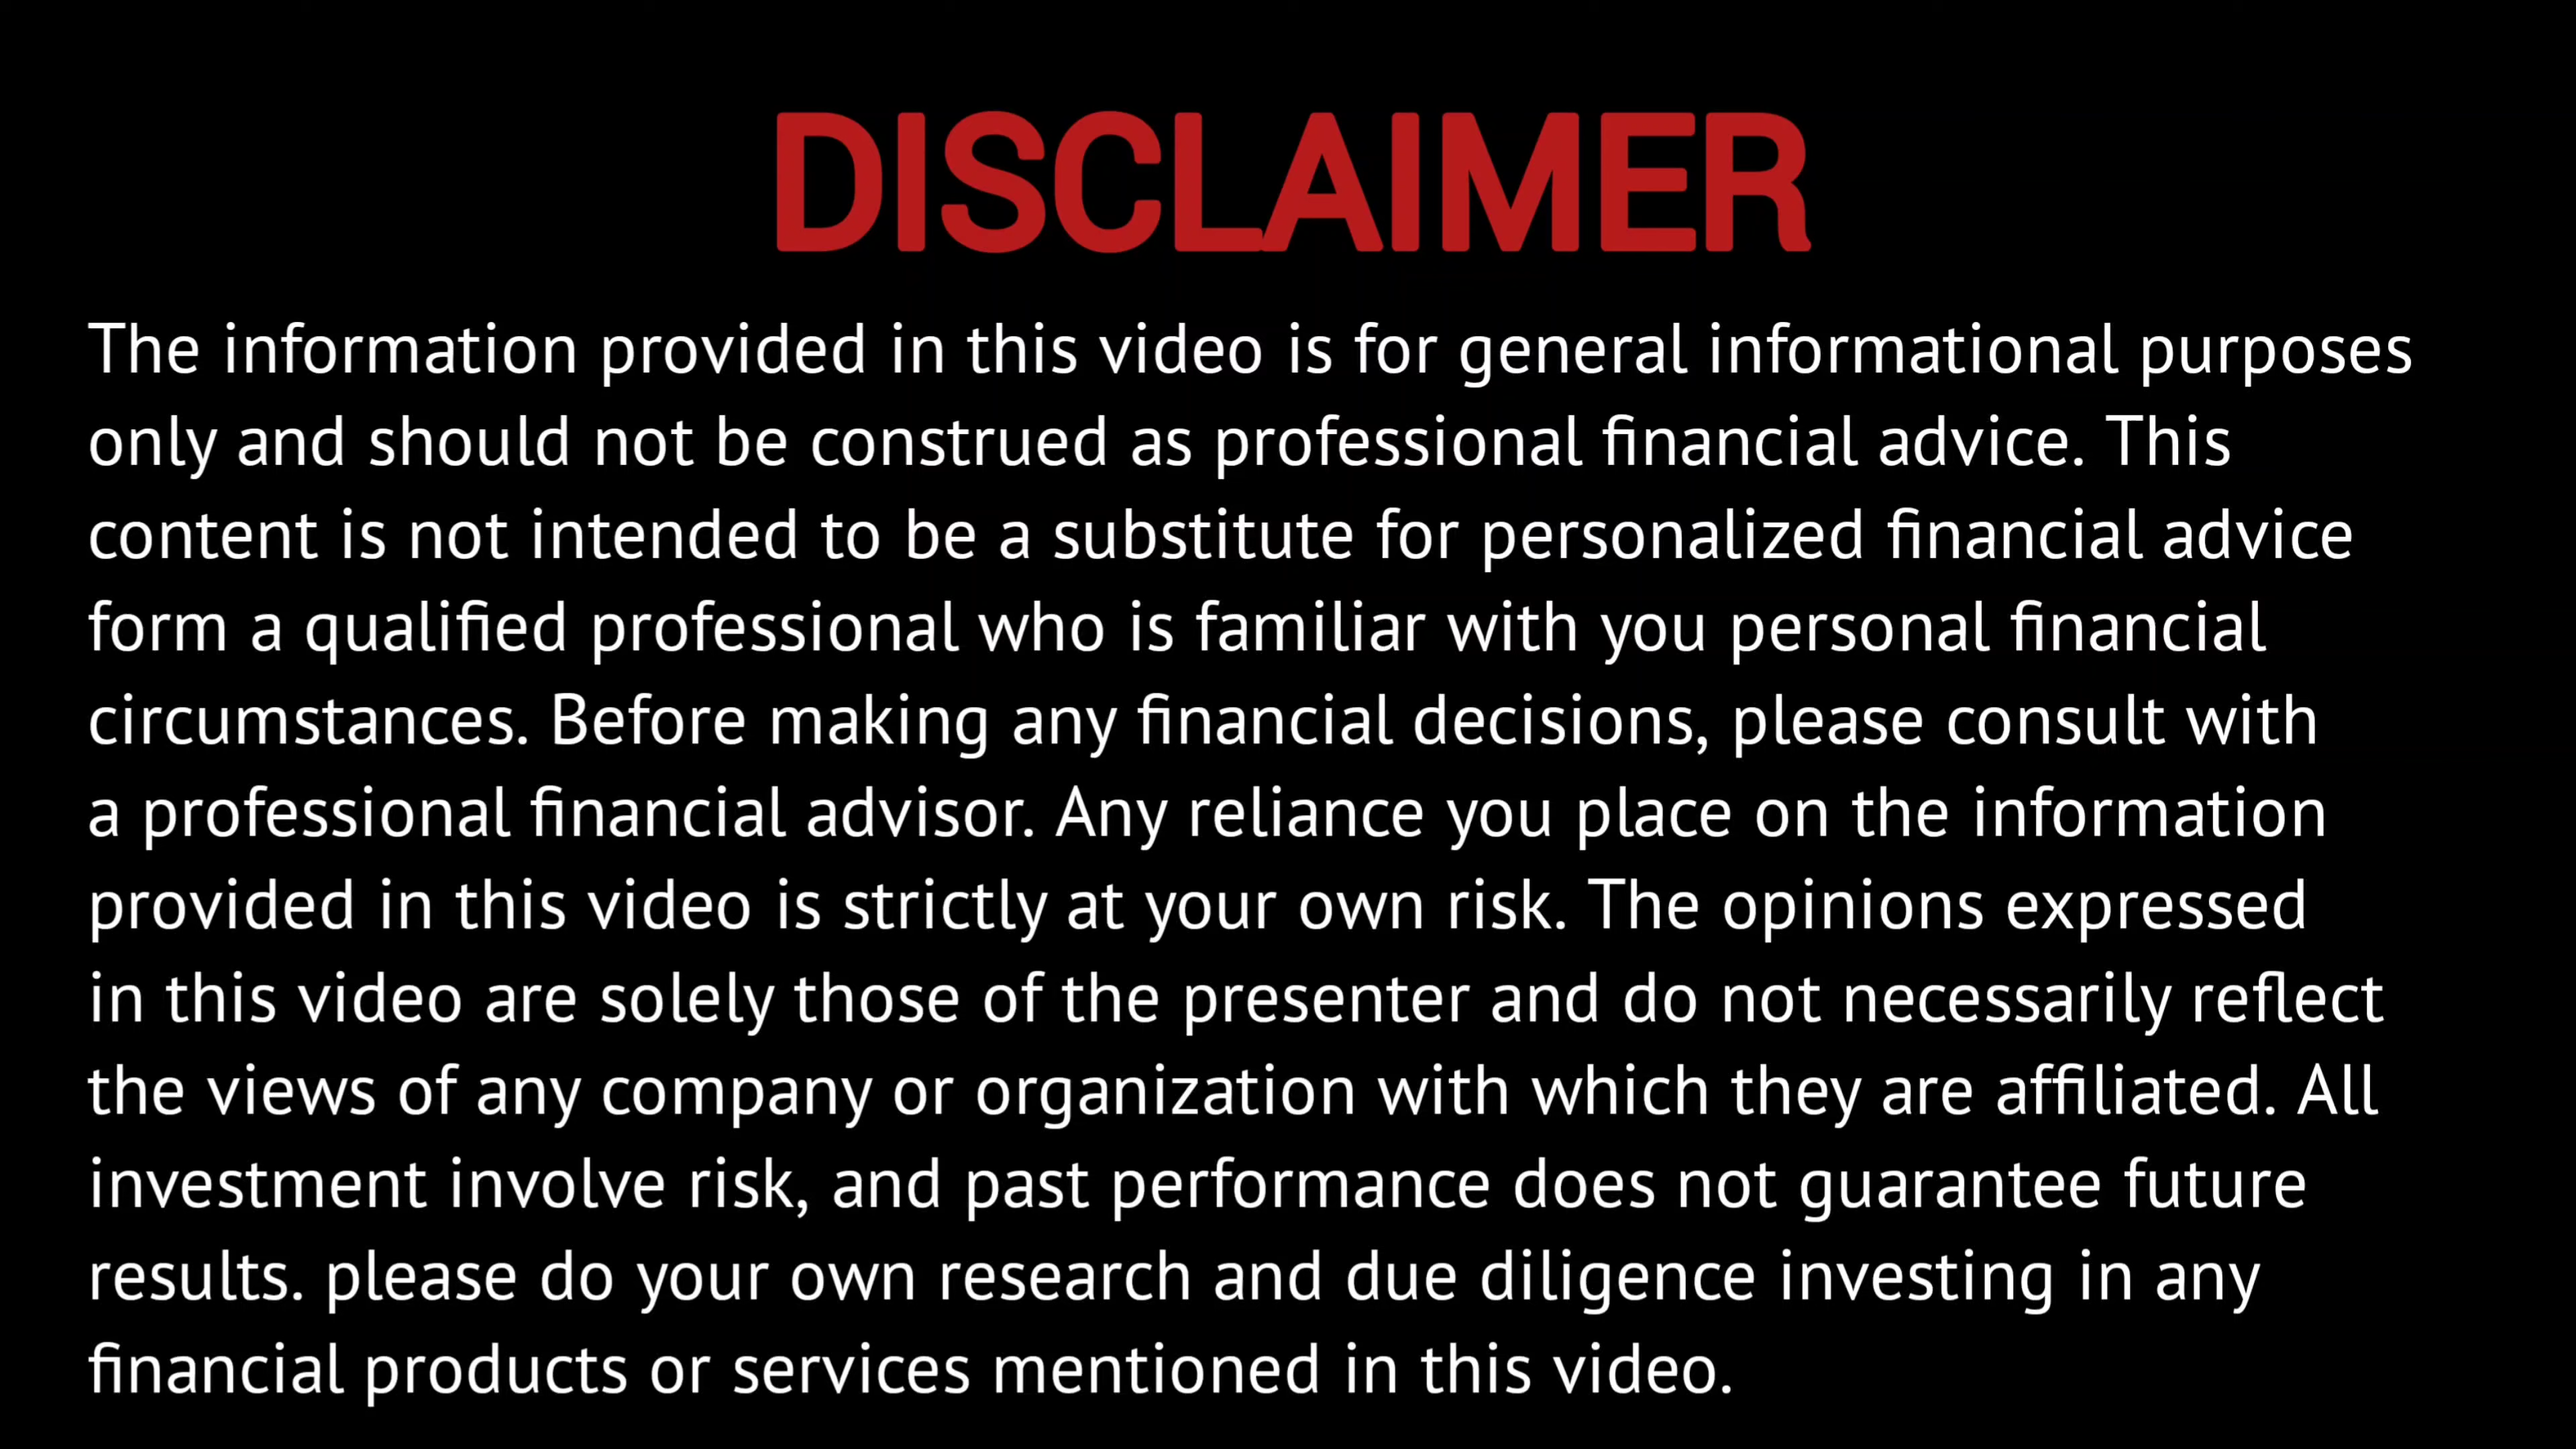 DISCLAIMER
The information provided in this video is for general informational purposes
only and should not be construed as professional financial advice. This
content is not intended to be a substitute for personalized financial advice
form a qualified professional who is familiar with you personal financial
circumstances. Before making any financial decisions, please consult with
a professional financial advisor. Any reliance you place on the information
provided in this video is strictly at your own risk. The opinions expressed
in this video are solely those of the presenter and do not necessarily reflect
the views of any company or organization with which they are affiliated. All
investment involve risk, and past performance does not guarantee future
results. please do your own research and due diligence investing in any
financial products or services mentioned in this video.